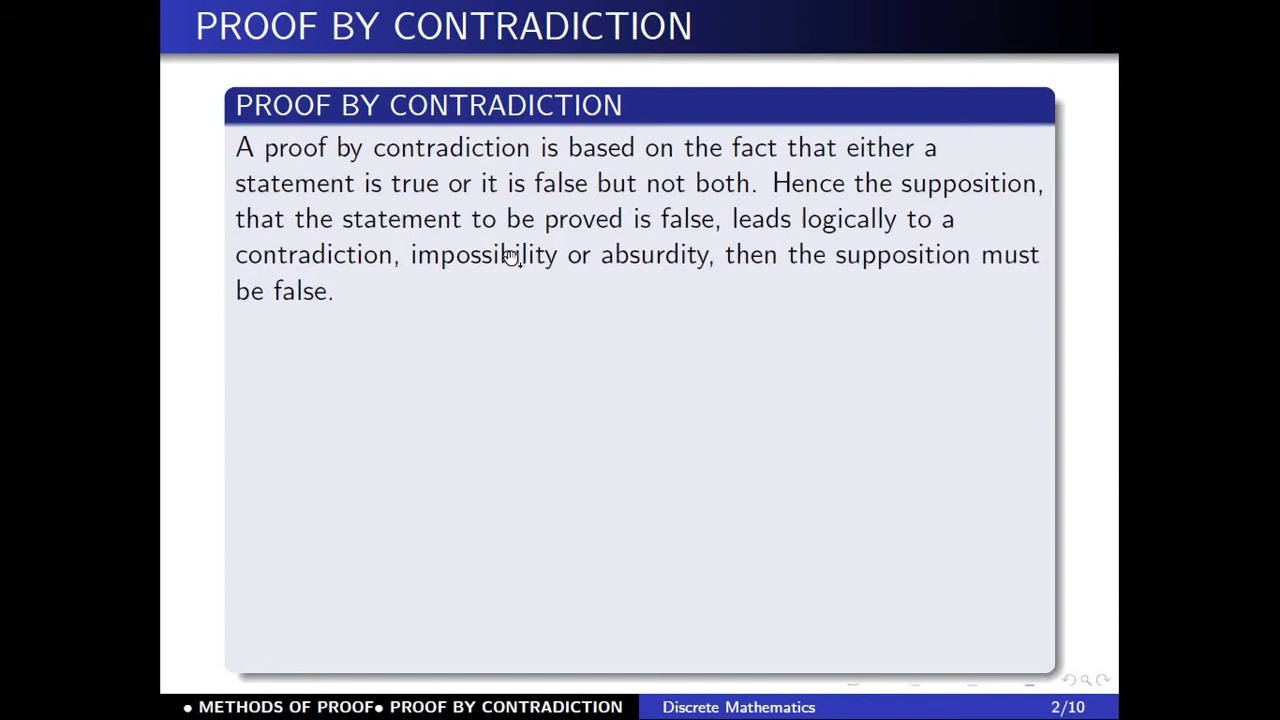 PROOF BY CONTRADICTION
PROOF BY CONTRADICTION
A proof by contradiction is based on the fact that either a
statement is true or it is false but not both. Hence the supposition,
that the statement to be proved is false, leads logically to a
contradiction, impossibility or absurdity, then the supposition must
be false.
• METHODS OF PROOF• PROOF BY CONTRADICTION
Discrete Mathematics
2/10